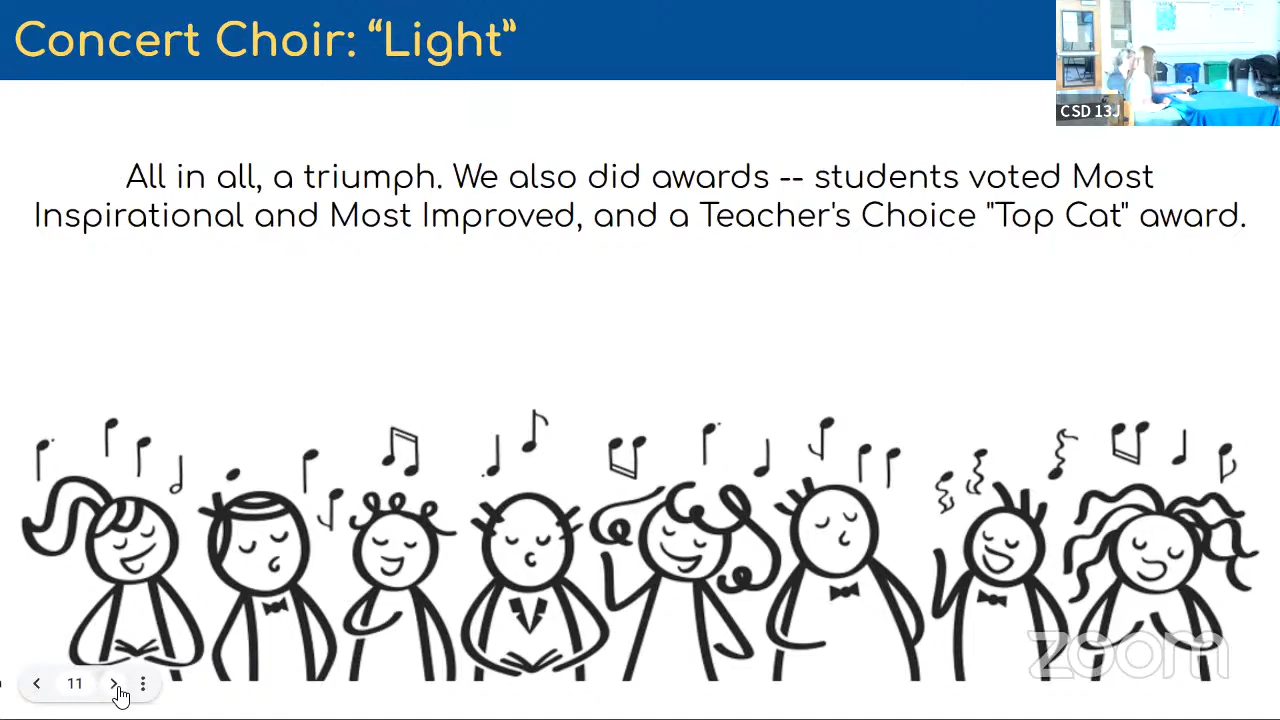 Concert Choir: “Light”
CSD 13J
All in all, a triumph. We also did awards -- students voted Most
Inspirational and Most Improved, and a Teacher's Choice "Top Cat" award.
zoom
11